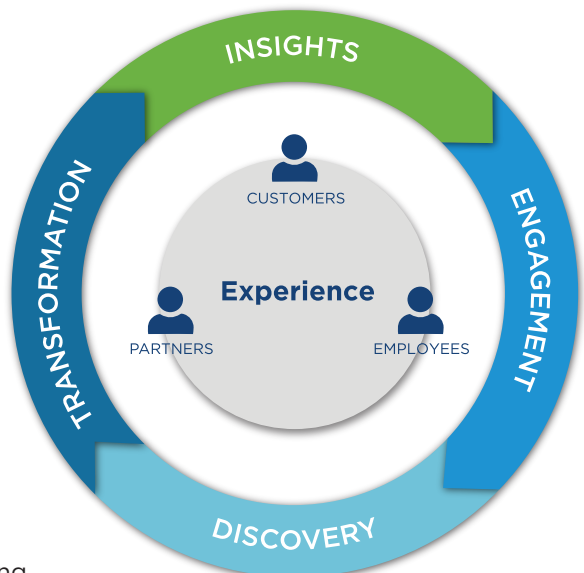 INSIGHTS
ENGAGEMENT
DISCOVERY
TRANSFORMATION
CUSTOMERS
Experience
PARTNERS
EMPLOYEES